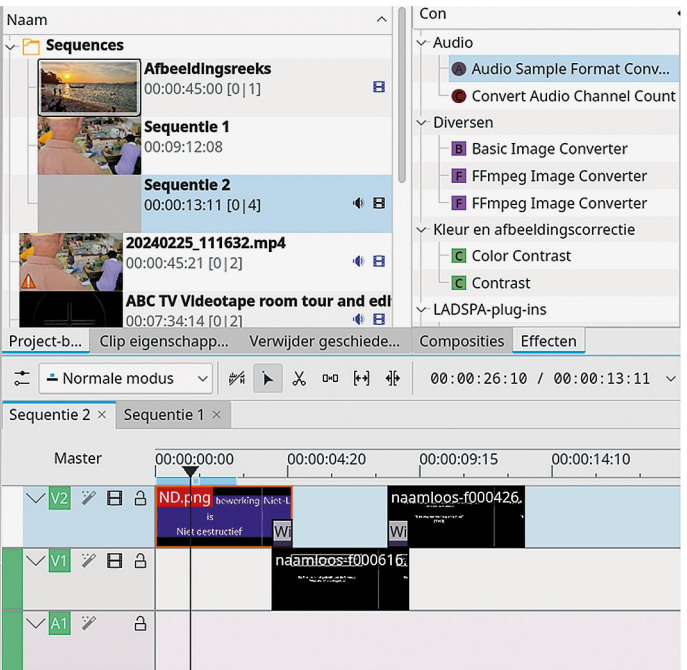 Naam
Sequences
Afbeeldingsreeks
00:00:45:00 [0|1]
Sequentie 1
00:09:12:08
Sequentie 2
00:00:13:11 [0|4]
20240225_111632.mp4
00:00:45:21 [0|2]
ABC TV Videotape room tour and edi
00:07:34:14 [0|2]
Con
Audio
Audio Sample Format Conv...
Convert Audio Channel Count
Diversen
Basic Image Converter
FFmpeg Image Converter
FFmpeg Image Converter
Kleur en afbeeldingscorrectie
Color Contrast
Contrast
LADSPA-plug-ins
Project-b... Clip eigenschapp... Verwijder geschiede... Composities Effecten
Normale modus 00:00:26:10 / 00:00:13:11
Sequentie 2 × Sequentie 1 ×
Master 00:00:00:00 00:00:04:20 00:00:09:15 00:00:14:10
V2 ND.png bewerking Niet-L naamloos-f000426.
is
Niet destructief Wi Wi
V1 naamloos-f000616.
A1